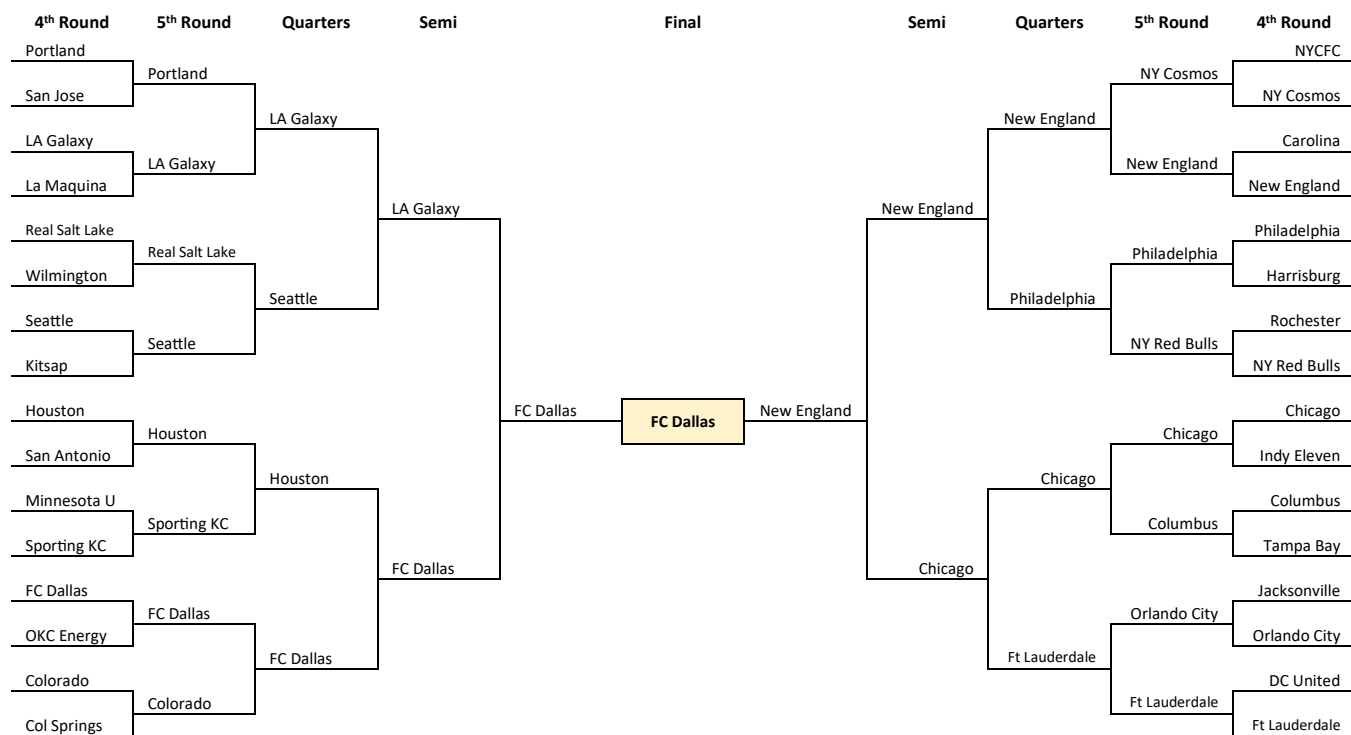 4th Round 5th Round Quarters Semi Final Semi Quarters 5th Round 4th Round
Portland NYCFC
Portland NY Cosmos
San Jose NY Cosmos
LA Galaxy New England
LA Galaxy Carolina
LA Galaxy New England
La Maquina New England
LA Galaxy New England
Real Salt Lake Philadelphia
Real Salt Lake Philadelphia
Wilmington Harrisburg
Seattle Philadelphia
Seattle Rochester
Seattle NY Red Bulls
Kitsap NY Red Bulls
Houston FC Dallas FC Dallas New England Chicago
Houston Chicago
San Antonio Indy Eleven
Houston Chicago
Minnesota U Columbus
Sporting KC Columbus
Sporting KC Tampa Bay
FC Dallas Chicago
FC Dallas Jacksonville
FC Dallas Orlando City
OKC Energy Orlando City
FC Dallas Ft Lauderdale
Colorado DC United
Colorado Ft Lauderdale
Col Springs Ft Lauderdale